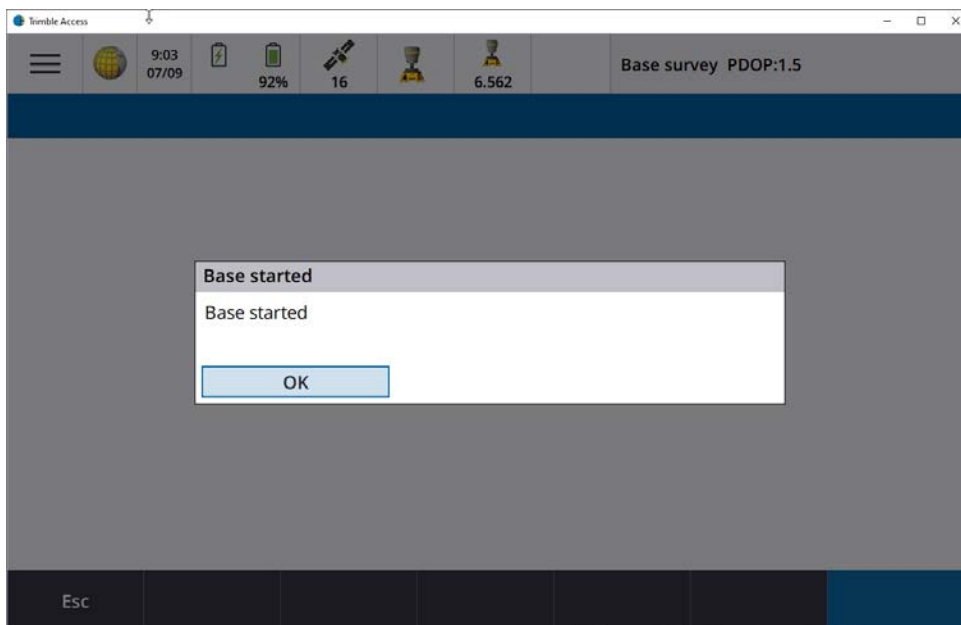 Trimble Access
9:03
07/09
92%
16
6.562
Base survey PDOP:1.5
Base started
Base started
OK
Esc